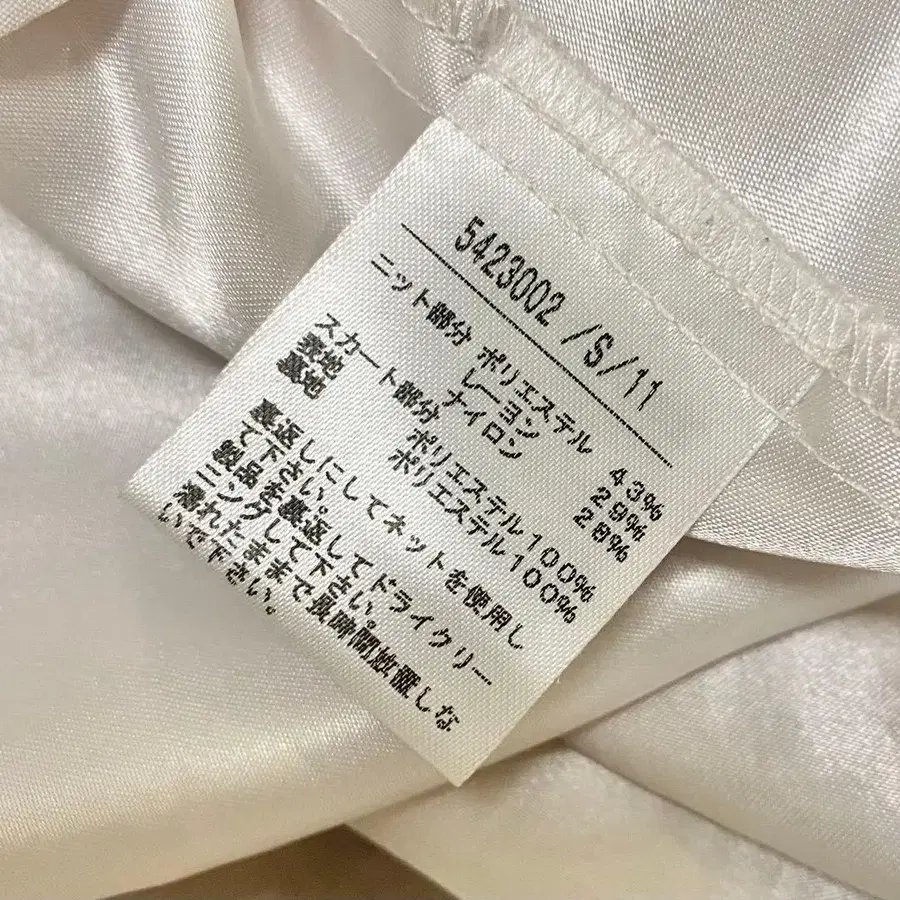 5423002 /S/11
ニット部分 ポリエステル 43%
レーヨン 29%
ナイロン 28%
スカート部分
表地 ポリエステル100%
裏地 ポリエステル100%
裏返しにしてネットを使用し
て下さい。
製品を裏返してドライクリー
ニングして下さい。
濡れたままで長時間放置しな
いで下さい。